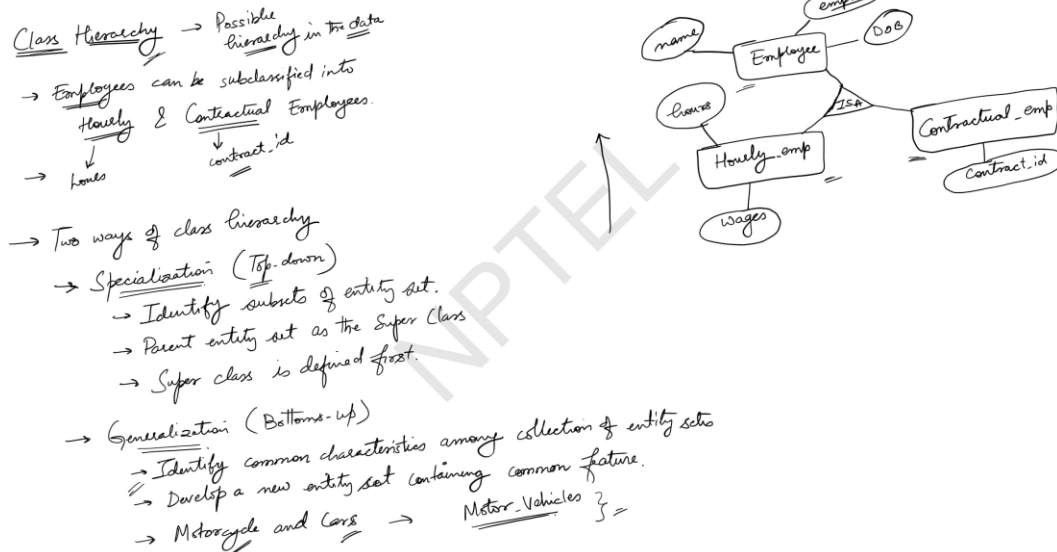 Class Hierarchy → Possible
hierarchy in the data
→ Employees can be subclassified into
Hourly & Contractual Employees.
→ hours
contract_id
→ Two ways of class hierarchy
→ Specialization (Top-down)
→ Identify subsets of entity set.
→ Parent entity set as the Super Class
→ Super class is defined first.
→ Generalization (Bottoms-up)
→ Identify common characteristics among collection of entity sets
→ Develop a new entity set containing common feature.
→ Motorcycle and Cars → Motor_Vehicles }
name
Employee
DOB
hours
ISA
Hourly_emp
Contractual_emp
wages
Contract_id
NPTEL